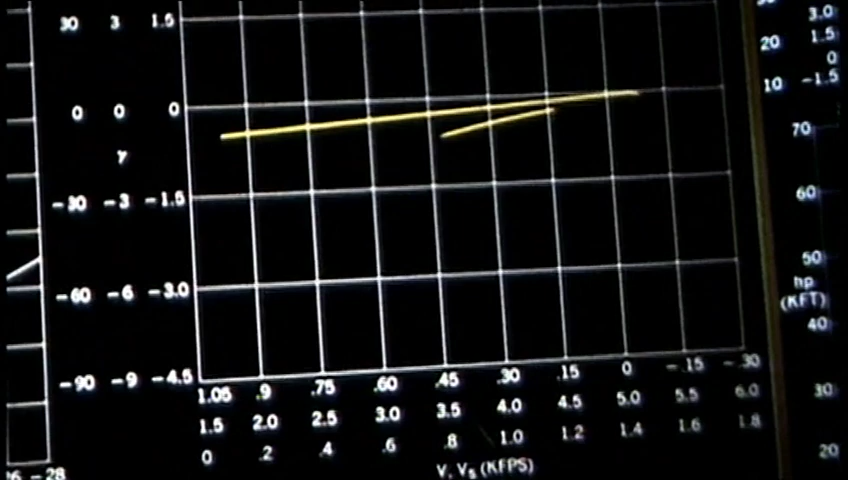 30 3 1.5
0 0 0
γ
-30 -3 -1.5
-60 -6 -3.0
-90 -9 -4.5
1.05 .9 .75 .60 .45 .30 .15 0 -.15 -.30
1.5 2.0 2.5 3.0 3.5 4.0 4.5 5.0 5.5 6.0
0 .2 .4 .6 .8 1.0 1.2 1.4 1.6 1.8
V, Vs (KFPS)
-28
3.0
20 1.5
0
10 -1.5
70
60
50
hp
(KFT)
40
30
20